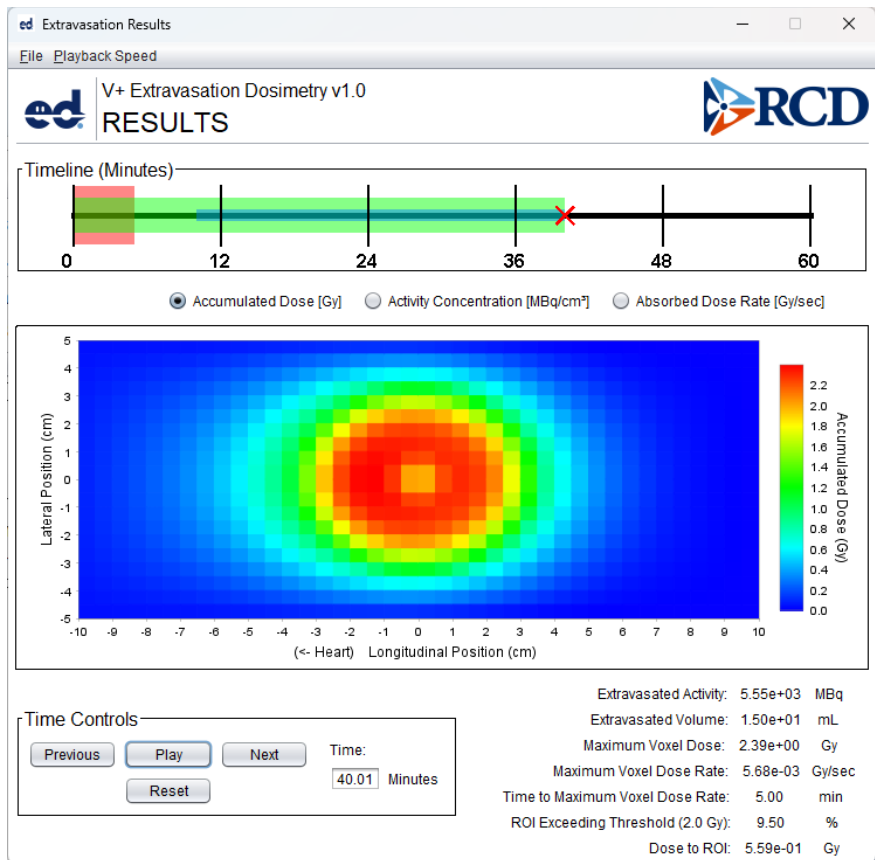 ed Extravasation Results
File Playback Speed
ed. V+ Extravasation Dosimetry v1.0
RESULTS
RCD
Timeline (Minutes)
0 12 24 36 48 60
Accumulated Dose [Gy] Activity Concentration [MBq/cm³] Absorbed Dose Rate [Gy/sec]
5
4
3
2
1
0
-1
-2
-3
-4
-5
Lateral Position (cm)
-10 -9 -8 -7 -6 -5 -4 -3 -2 -1 0 1 2 3 4 5 6 7 8 9 10
(<- Heart) Longitudinal Position (cm)
2.2
2.0
1.8
1.6
1.4
1.2
1.0
0.8
0.6
0.4
0.2
0.0
Accumulated Dose (Gy)
Time Controls
Previous Play Next
Reset
Time:
40.01 Minutes
Extravasated Activity: 5.55e+03 MBq
Extravasated Volume: 1.50e+01 mL
Maximum Voxel Dose: 2.39e+00 Gy
Maximum Voxel Dose Rate: 5.68e-03 Gy/sec
Time to Maximum Voxel Dose Rate: 5.00 min
ROI Exceeding Threshold (2.0 Gy): 9.50 %
Dose to ROI: 5.59e-01 Gy